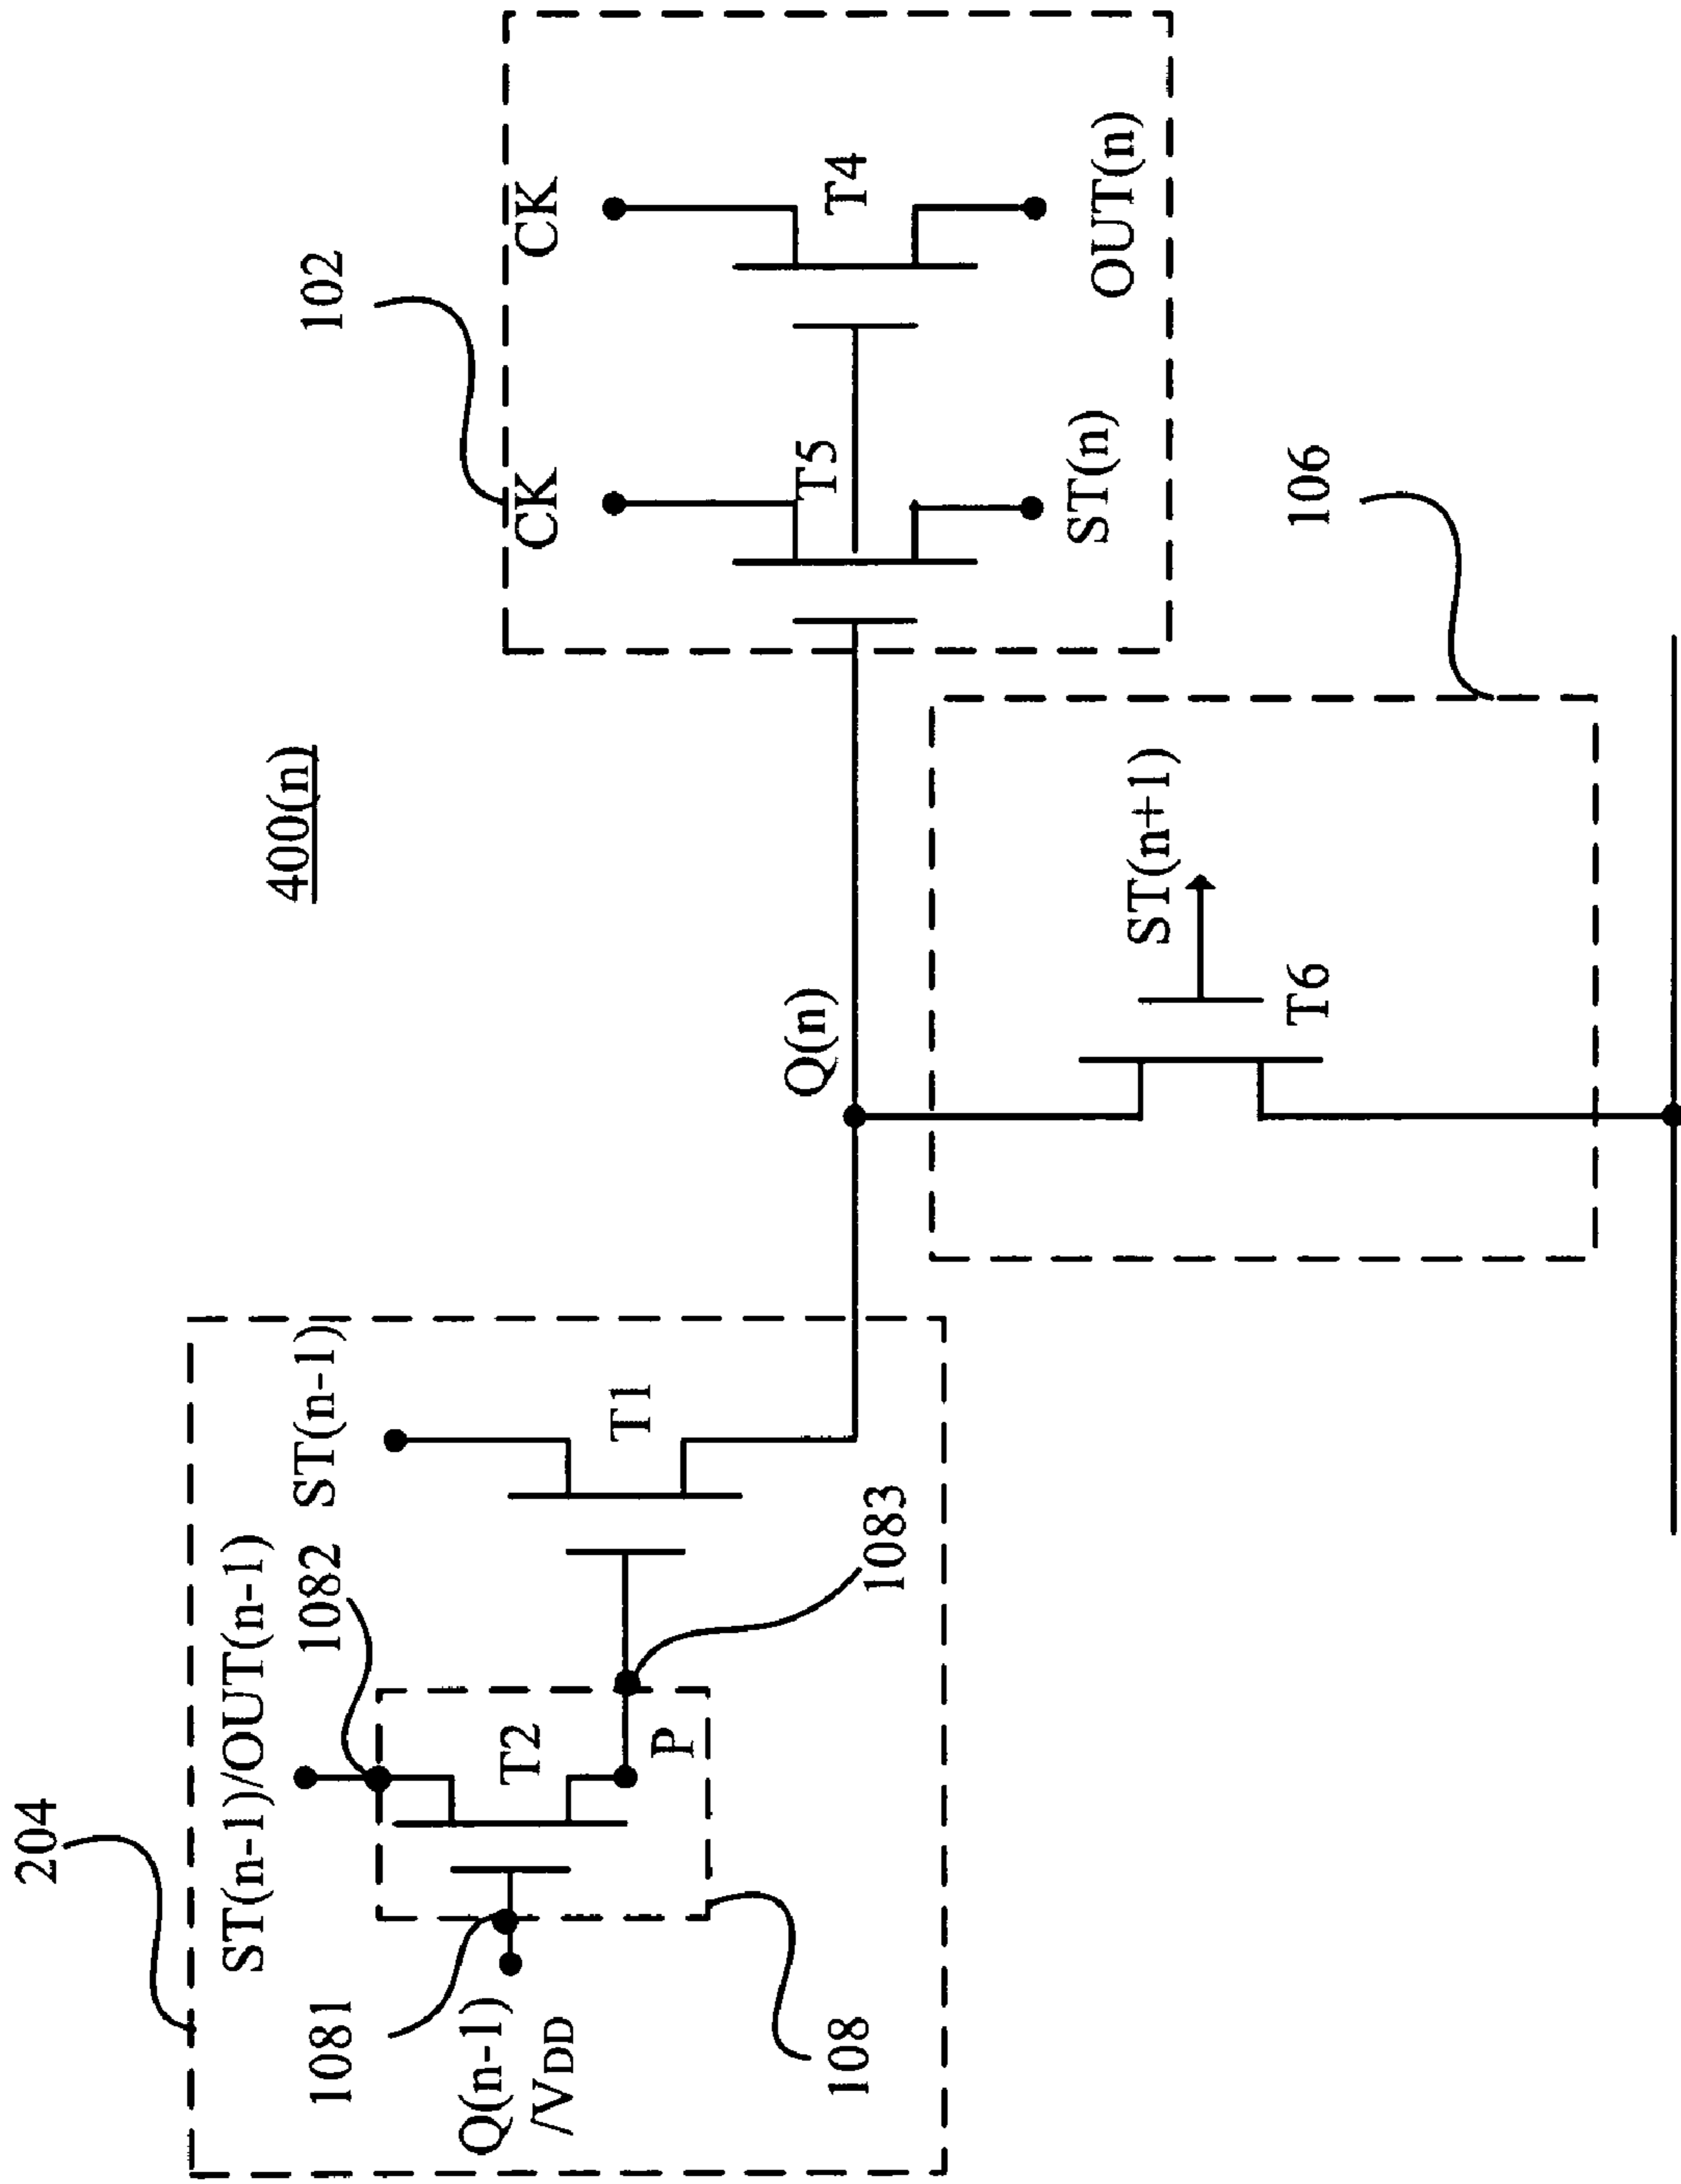 400(n)
204
ST(n-1)/OUT(n-1)
1082
ST(n-1)
102
1081
CK
CK
Q(n-1)
/VDD
T2
T1
P
108
1083
Q(n)
T5
T4
ST(n)
OUT(n)
ST(n+1)
T6
106